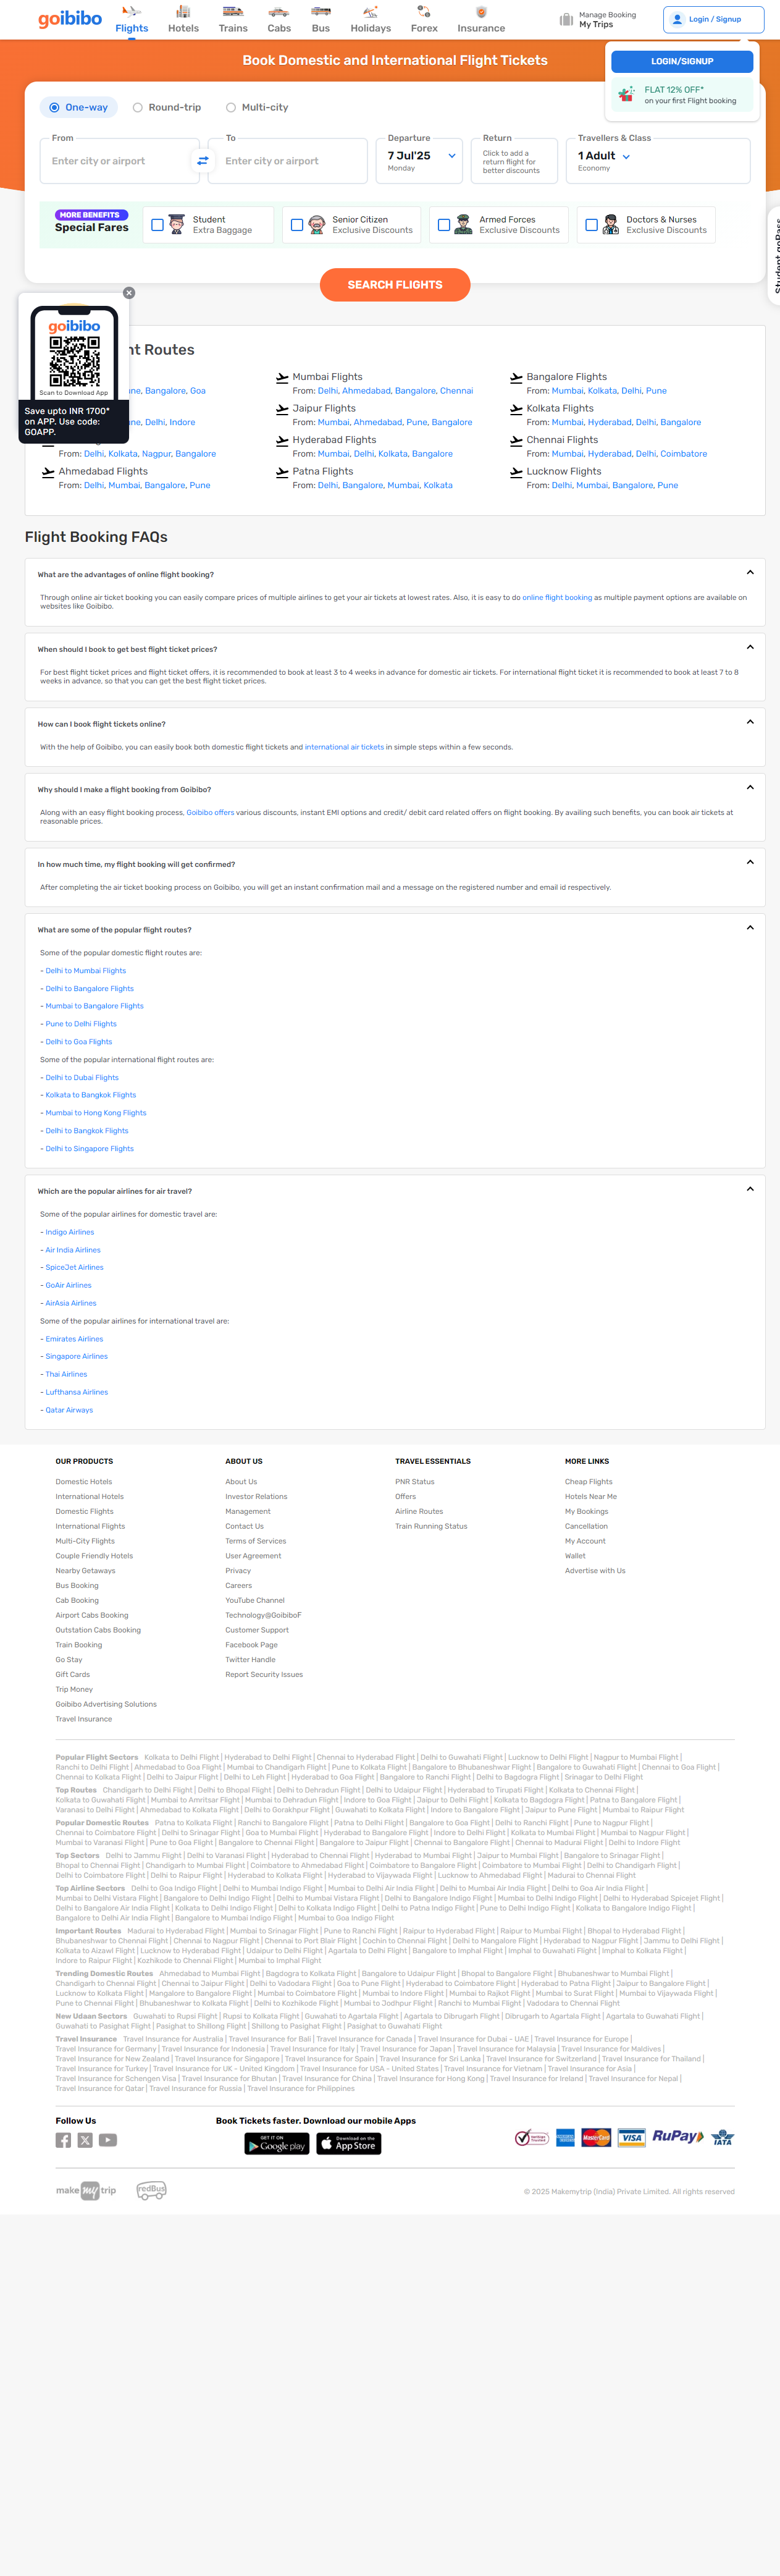 goibibo
Flights
Hotels
Trains
Cabs
Bus
Holidays
Forex
Insurance
Manage Booking
My Trips
Login / Signup
LOGIN/SIGNUP
FLAT 12% OFF*
on your first Flight booking
Book Domestic and International Flight Tickets
One-way
Round-trip
Multi-city
From
Enter city or airport
To
Enter city or airport
Departure
7 Jul'25
Monday
Return
Click to add a
return flight for
better discounts
Travellers & Class
1 Adult
Economy
MORE BENEFITS
Special Fares
Student
Extra Baggage
Senior Citizen
Exclusive Discounts
Armed Forces
Exclusive Discounts
Doctors & Nurses
Exclusive Discounts
Student goPass
SEARCH FLIGHTS
goibibo
Scan to Download App
Save upto INR 1700*
on APP. Use code:
GOAPP.
Routes
Bangalore, Goa
Mumbai Flights
From: Delhi, Ahmedabad, Bangalore, Chennai
Bangalore Flights
From: Mumbai, Kolkata, Delhi, Pune
Delhi, Indore
Jaipur Flights
From: Mumbai, Ahmedabad, Pune, Bangalore
Kolkata Flights
From: Mumbai, Hyderabad, Delhi, Bangalore
From: Delhi, Kolkata, Nagpur, Bangalore
Hyderabad Flights
From: Mumbai, Delhi, Kolkata, Bangalore
Chennai Flights
From: Mumbai, Hyderabad, Delhi, Coimbatore
Ahmedabad Flights
From: Delhi, Mumbai, Bangalore, Pune
Patna Flights
From: Delhi, Bangalore, Mumbai, Kolkata
Lucknow Flights
From: Delhi, Mumbai, Bangalore, Pune
Flight Booking FAQs
What are the advantages of online flight booking?
Through online air ticket booking you can easily compare prices of multiple airlines to get your air tickets at lowest rates. Also, it is easy to do online flight booking as multiple payment options are available on
websites like Goibibo.
When should I book to get best flight ticket prices?
For best flight ticket prices and flight ticket offers, it is recommended to book at least 3 to 4 weeks in advance for domestic air tickets. For international flight ticket it is recommended to book at least 7 to 8
weeks in advance, so that you can get the best flight ticket prices.
How can I book flight tickets online?
With the help of Goibibo, you can easily book both domestic flight tickets and international air tickets in simple steps within a few seconds.
Why should I make a flight booking from Goibibo?
Along with an easy flight booking process, Goibibo offers various discounts, instant EMI options and credit/ debit card related offers on flight booking. By availing such benefits, you can book air tickets at
reasonable prices.
In how much time, my flight booking will get confirmed?
After completing the air ticket booking process on Goibibo, you will get an instant confirmation mail and a message on the registered number and email id respectively.
What are some of the popular flight routes?
Some of the popular domestic flight routes are:
- Delhi to Mumbai Flights
- Delhi to Bangalore Flights
- Mumbai to Bangalore Flights
- Pune to Delhi Flights
- Delhi to Goa Flights
Some of the popular international flight routes are:
- Delhi to Dubai Flights
- Kolkata to Bangkok Flights
- Mumbai to Hong Kong Flights
- Delhi to Bangkok Flights
- Delhi to Singapore Flights
Which are the popular airlines for air travel?
Some of the popular airlines for domestic travel are:
- Indigo Airlines
- Air India Airlines
- SpiceJet Airlines
- GoAir Airlines
- AirAsia Airlines
Some of the popular airlines for international travel are:
- Emirates Airlines
- Singapore Airlines
- Thai Airlines
- Lufthansa Airlines
- Qatar Airways
OUR PRODUCTS
Domestic Hotels
International Hotels
Domestic Flights
International Flights
Multi-City Flights
Couple Friendly Hotels
Nearby Getaways
Bus Booking
Cab Booking
Airport Cabs Booking
Outstation Cabs Booking
Train Booking
Go Stay
Gift Cards
Trip Money
Goibibo Advertising Solutions
Travel Insurance
ABOUT US
About Us
Investor Relations
Management
Contact Us
Terms of Services
User Agreement
Privacy
Careers
YouTube Channel
Technology@GoibiboF
Customer Support
Facebook Page
Twitter Handle
Report Security Issues
TRAVEL ESSENTIALS
PNR Status
Offers
Airline Routes
Train Running Status
MORE LINKS
Cheap Flights
Hotels Near Me
My Bookings
Cancellation
My Account
Wallet
Advertise with Us
Popular Flight Sectors Kolkata to Delhi Flight | Hyderabad to Delhi Flight | Chennai to Hyderabad Flight | Delhi to Guwahati Flight | Lucknow to Delhi Flight | Nagpur to Mumbai Flight |
Ranchi to Delhi Flight | Ahmedabad to Goa Flight | Mumbai to Chandigarh Flight | Pune to Kolkata Flight | Bangalore to Bhubaneshwar Flight | Bangalore to Guwahati Flight | Chennai to Goa Flight |
Chennai to Kolkata Flight | Delhi to Jaipur Flight | Delhi to Leh Flight | Hyderabad to Goa Flight | Bangalore to Ranchi Flight | Delhi to Bagdogra Flight | Srinagar to Delhi Flight
Top Routes Chandigarh to Delhi Flight | Delhi to Bhopal Flight | Delhi to Dehradun Flight | Delhi to Udaipur Flight | Hyderabad to Tirupati Flight | Kolkata to Chennai Flight |
Kolkata to Guwahati Flight | Mumbai to Amritsar Flight | Mumbai to Dehradun Flight | Indore to Goa Flight | Jaipur to Delhi Flight | Kolkata to Bagdogra Flight | Patna to Bangalore Flight |
Varanasi to Delhi Flight | Ahmedabad to Kolkata Flight | Delhi to Gorakhpur Flight | Guwahati to Kolkata Flight | Indore to Bangalore Flight | Jaipur to Pune Flight | Mumbai to Raipur Flight
Popular Domestic Routes Patna to Kolkata Flight | Ranchi to Bangalore Flight | Patna to Delhi Flight | Bangalore to Goa Flight | Delhi to Ranchi Flight | Pune to Nagpur Flight |
Chennai to Coimbatore Flight | Delhi to Srinagar Flight | Goa to Mumbai Flight | Hyderabad to Bangalore Flight | Indore to Delhi Flight | Kolkata to Mumbai Flight | Mumbai to Nagpur Flight |
Mumbai to Varanasi Flight | Pune to Goa Flight | Bangalore to Chennai Flight | Bangalore to Jaipur Flight | Chennai to Bangalore Flight | Chennai to Madurai Flight | Delhi to Indore Flight
Top Sectors Delhi to Jammu Flight | Delhi to Varanasi Flight | Hyderabad to Chennai Flight | Hyderabad to Mumbai Flight | Jaipur to Mumbai Flight | Bangalore to Srinagar Flight |
Bhopal to Chennai Flight | Chandigarh to Mumbai Flight | Coimbatore to Ahmedabad Flight | Coimbatore to Bangalore Flight | Coimbatore to Mumbai Flight | Delhi to Chandigarh Flight |
Delhi to Coimbatore Flight | Delhi to Raipur Flight | Hyderabad to Kolkata Flight | Hyderabad to Vijaywada Flight | Lucknow to Ahmedabad Flight | Madurai to Chennai Flight
Top Airline Sectors Delhi to Goa Indigo Flight | Delhi to Mumbai Indigo Flight | Mumbai to Delhi Air India Flight | Delhi to Mumbai Air India Flight | Delhi to Goa Air India Flight |
Mumbai to Delhi Vistara Flight | Bangalore to Delhi Indigo Flight | Delhi to Mumbai Vistara Flight | Delhi to Bangalore Indigo Flight | Mumbai to Delhi Indigo Flight | Delhi to Hyderabad Spicejet Flight |
Delhi to Bangalore Air India Flight | Kolkata to Delhi Indigo Flight | Delhi to Kolkata Indigo Flight | Delhi to Patna Indigo Flight | Pune to Delhi Indigo Flight | Kolkata to Bangalore Indigo Flight |
Bangalore to Delhi Air India Flight | Bangalore to Mumbai Indigo Flight | Mumbai to Goa Indigo Flight
Important Routes Madurai to Hyderabad Flight | Mumbai to Srinagar Flight | Pune to Ranchi Flight | Raipur to Hyderabad Flight | Raipur to Mumbai Flight | Bhopal to Hyderabad Flight |
Bhubaneshwar to Chennai Flight | Chennai to Nagpur Flight | Chennai to Port Blair Flight | Cochin to Chennai Flight | Delhi to Mangalore Flight | Hyderabad to Nagpur Flight | Jammu to Delhi Flight |
Kolkata to Aizawl Flight | Lucknow to Hyderabad Flight | Udaipur to Delhi Flight | Agartala to Delhi Flight | Bangalore to Imphal Flight | Imphal to Guwahati Flight | Imphal to Kolkata Flight |
Indore to Raipur Flight | Kozhikode to Chennai Flight | Mumbai to Imphal Flight
Trending Domestic Routes Ahmedabad to Mumbai Flight | Bagdogra to Kolkata Flight | Bangalore to Udaipur Flight | Bhopal to Bangalore Flight | Bhubaneshwar to Mumbai Flight |
Chandigarh to Chennai Flight | Chennai to Jaipur Flight | Delhi to Vadodara Flight | Goa to Pune Flight | Hyderabad to Coimbatore Flight | Hyderabad to Patna Flight | Jaipur to Bangalore Flight |
Lucknow to Kolkata Flight | Mangalore to Bangalore Flight | Mumbai to Coimbatore Flight | Mumbai to Indore Flight | Mumbai to Rajkot Flight | Mumbai to Surat Flight | Mumbai to Vijaywada Flight |
Pune to Chennai Flight | Bhubaneshwar to Kolkata Flight | Delhi to Kozhikode Flight | Mumbai to Jodhpur Flight | Ranchi to Mumbai Flight | Vadodara to Chennai Flight
New Udaan Sectors Guwahati to Rupsi Flight | Rupsi to Kolkata Flight | Guwahati to Agartala Flight | Agartala to Dibrugarh Flight | Dibrugarh to Agartala Flight | Agartala to Guwahati Flight |
Guwahati to Pasighat Flight | Pasighat to Shillong Flight | Shillong to Pasighat Flight | Pasighat to Guwahati Flight
Travel Insurance Travel Insurance for Australia | Travel Insurance for Bali | Travel Insurance for Canada | Travel Insurance for Dubai - UAE | Travel Insurance for Europe |
Travel Insurance for Germany | Travel Insurance for Indonesia | Travel Insurance for Italy | Travel Insurance for Japan | Travel Insurance for Malaysia | Travel Insurance for Maldives |
Travel Insurance for New Zealand | Travel Insurance for Singapore | Travel Insurance for Spain | Travel Insurance for Sri Lanka | Travel Insurance for Switzerland | Travel Insurance for Thailand |
Travel Insurance for Turkey | Travel Insurance for UK - United Kingdom | Travel Insurance for USA - United States | Travel Insurance for Vietnam | Travel Insurance for Asia |
Travel Insurance for Schengen Visa | Travel Insurance for Bhutan | Travel Insurance for China | Travel Insurance for Hong Kong | Travel Insurance for Ireland | Travel Insurance for Nepal |
Travel Insurance for Qatar | Travel Insurance for Russia | Travel Insurance for Philippines
Follow Us
Book Tickets faster. Download our mobile Apps
GET IT ON
Google play
Download on the
App Store
MasterCard
VISA
RuPay
IATA
make my trip
redBus
© 2025 Makemytrip (India) Private Limited. All rights reserved